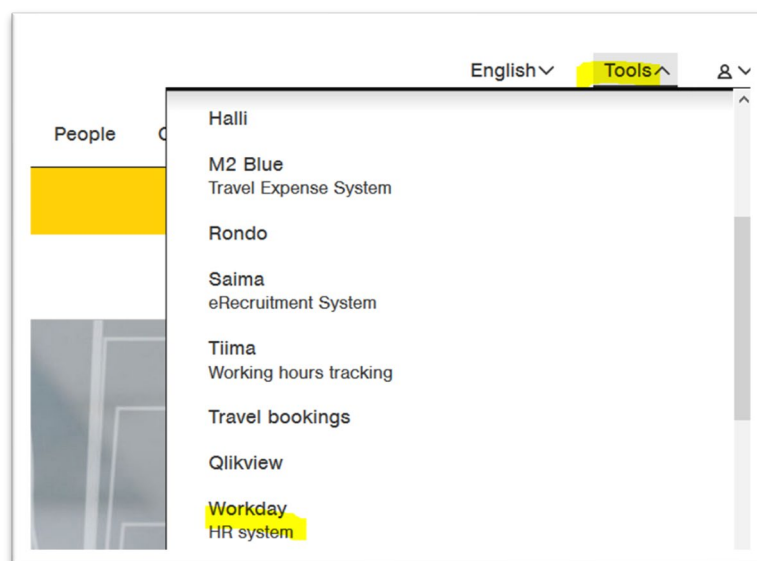 English Tools
People
Halli
M2 Blue
Travel Expense System
Rondo
Saima
eRecruitment System
Tiima
Working hours tracking
Travel bookings
Qlikview
Workday
HR system